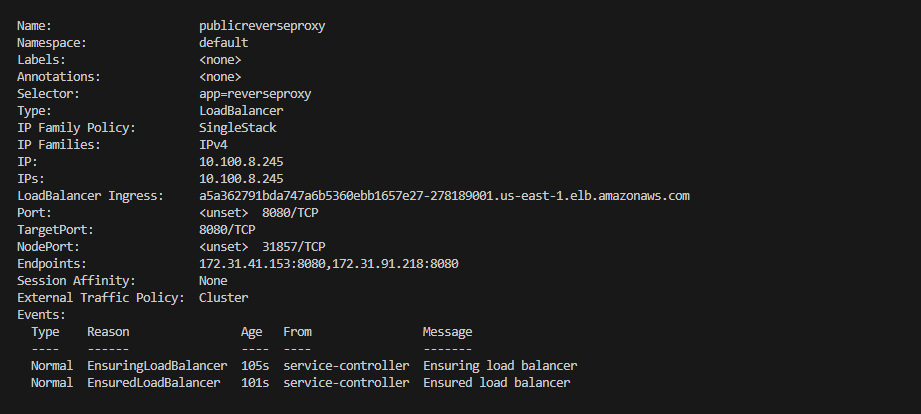 Name:                     publicreverseproxy
Namespace:                default
Labels:                   <none>
Annotations:              <none>
Selector:                 app=reverseproxy
Type:                     LoadBalancer
IP Family Policy:         SingleStack
IP Families:              IPv4
IP:                       10.100.8.245
IPs:                      10.100.8.245
LoadBalancer Ingress:     a5a362791bda747a6b5360ebb1657e27-278189001.us-east-1.elb.amazonaws.com
Port:                     <unset>  8080/TCP
TargetPort:               8080/TCP
NodePort:                 <unset>  31857/TCP
Endpoints:                172.31.41.153:8080,172.31.91.218:8080
Session Affinity:         None
External Traffic Policy:  Cluster
Events:
  Type    Reason                Age   From                Message
  ----    ------                ----  ----                -------
  Normal  EnsuringLoadBalancer  105s  service-controller  Ensuring load balancer
  Normal  EnsuredLoadBalancer   101s  service-controller  Ensured load balancer